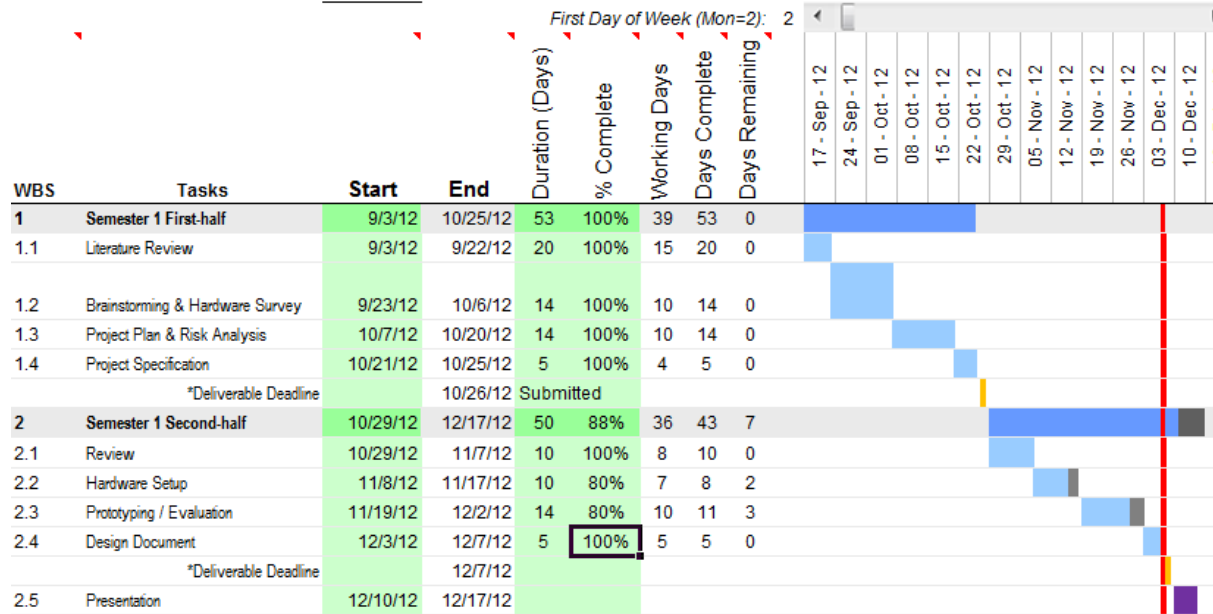 First Day of Week (Mon=2): 2
WBS Tasks Start End Duration (Days) % Complete Working Days Days Complete Days Remaining 17 - Sep - 12 24 - Sep - 12 01 - Oct - 12 08 - Oct - 12 15 - Oct - 12 22 - Oct - 12 29 - Oct - 12 05 - Nov - 12 12 - Nov - 12 19 - Nov - 12 26 - Nov - 12 03 - Dec - 12 10 - Dec - 12
1 Semester 1 First-half 9/3/12 10/25/12 53 100% 39 53 0
1.1 Literature Review 9/3/12 9/22/12 20 100% 15 20 0
1.2 Brainstorming & Hardware Survey 9/23/12 10/6/12 14 100% 10 14 0
1.3 Project Plan & Risk Analysis 10/7/12 10/20/12 14 100% 10 14 0
1.4 Project Specification 10/21/12 10/25/12 5 100% 4 5 0
*Deliverable Deadline 10/26/12 Submitted
2 Semester 1 Second-half 10/29/12 12/17/12 50 88% 36 43 7
2.1 Review 10/29/12 11/7/12 10 100% 8 10 0
2.2 Hardware Setup 11/8/12 11/17/12 10 80% 7 8 2
2.3 Prototyping / Evaluation 11/19/12 12/2/12 14 80% 10 11 3
2.4 Design Document 12/3/12 12/7/12 5 100% 5 5 0
*Deliverable Deadline 12/7/12
2.5 Presentation 12/10/12 12/17/12